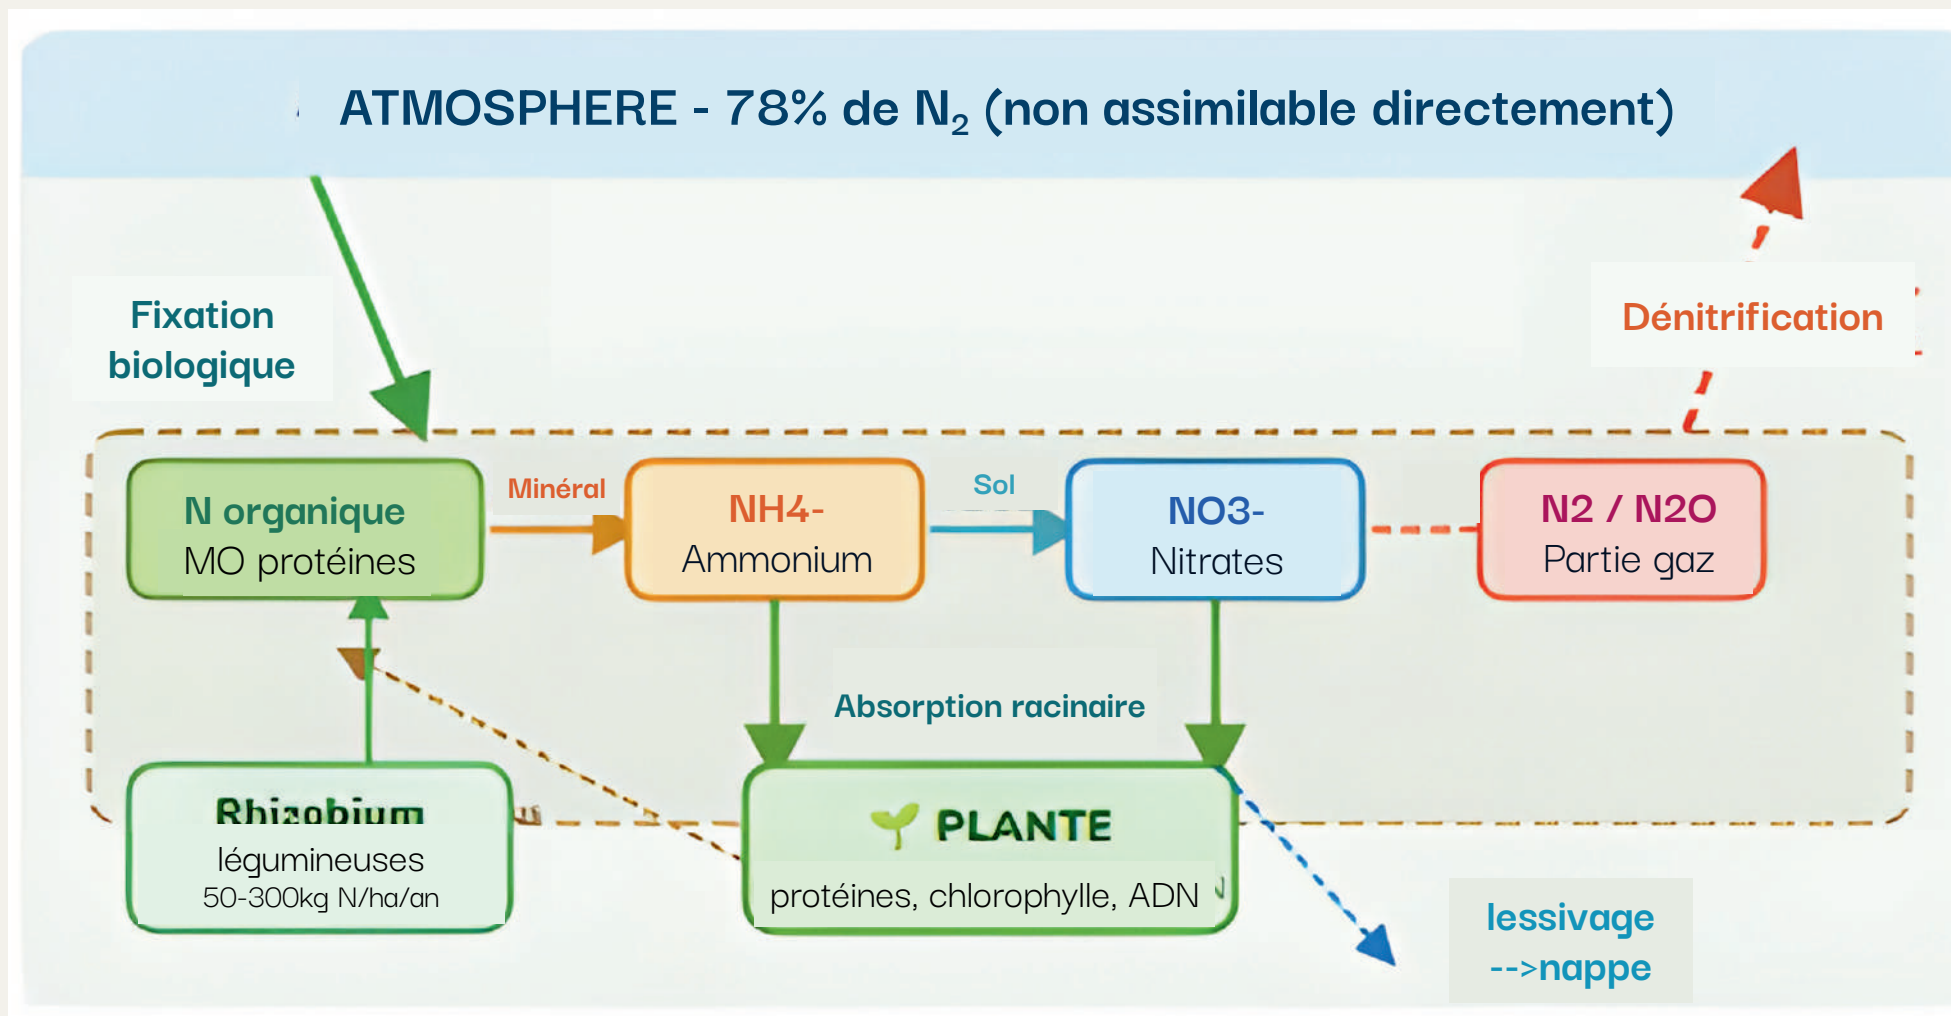 ATMOSPHERE - 78% de N₂ (non assimilable directement)
Fixation
biologique
Dénitrification
N organique
MO protéines
Minéral
NH4-
Ammonium
Sol
NO3-
Nitrates
N2 / N2O
Partie gaz
Absorption racinaire
Rhizobium
légumineuses
50-300kg N/ha/an
🌱 PLANTE
protéines, chlorophylle, ADN
lessivage
-->nappe